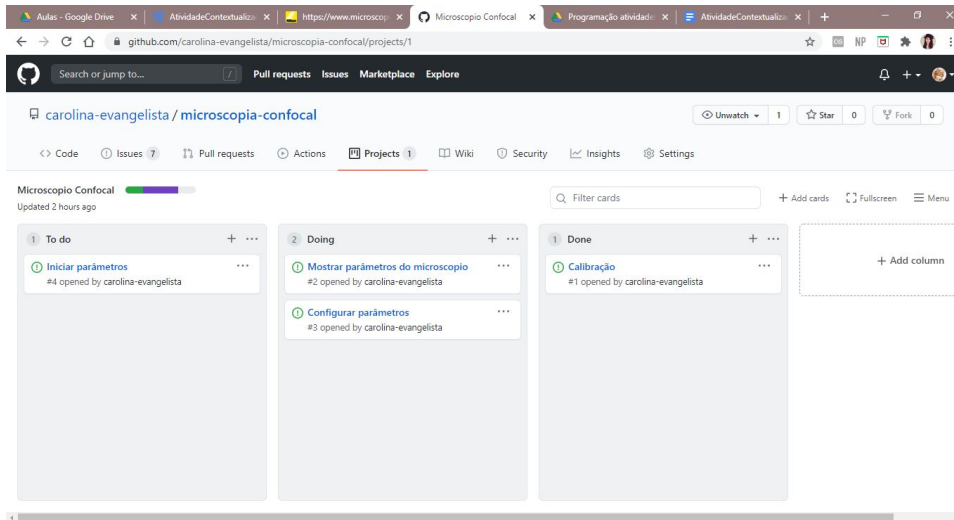 Aulas - Google Drive
AtividadeContextualiza
https://www.microscopi
Microscopio Confocal
Programação atividade
AtividadeContextualiza
github.com/carolina-evangelista/microscopia-confocal/projects/1
NP
Search or jump to...
/
Pull requests Issues Marketplace Explore
carolina-evangelista / microscopia-confocal
Unwatch 1 Star 0 Fork 0
Code Issues 7 Pull requests Actions Projects 1 Wiki Security Insights Settings
Microscopio Confocal
Updated 2 hours ago
Filter cards
+ Add cards Fullscreen Menu
1 To do
Iniciar parâmetros
#4 opened by carolina-evangelista
2 Doing
Mostrar parâmetros do microscopio
#2 opened by carolina-evangelista
Configurar parâmetros
#3 opened by carolina-evangelista
1 Done
Calibração
#1 opened by carolina-evangelista
+ Add column